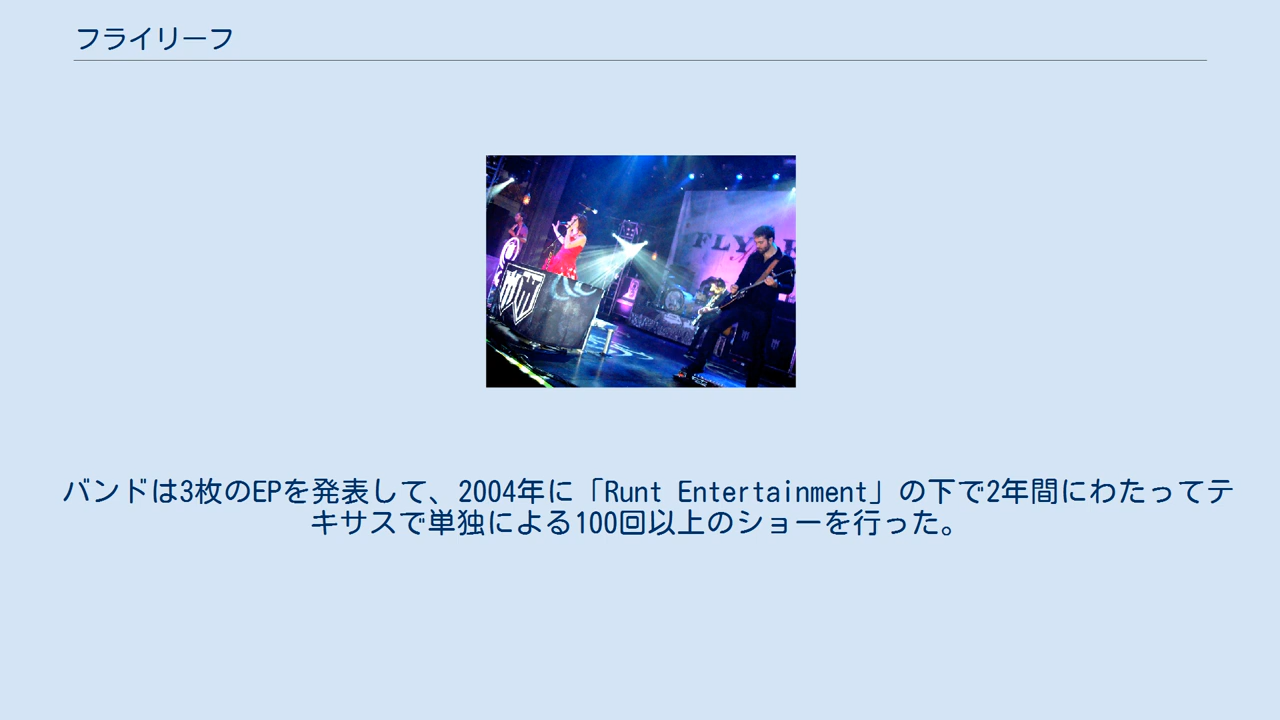 フライリーフ
FLY
バンドは3枚のEPを発表して、2004年に「Runt Entertainment」の下で2年間にわたってテ
キサスで単独による100回以上のショーを行った。